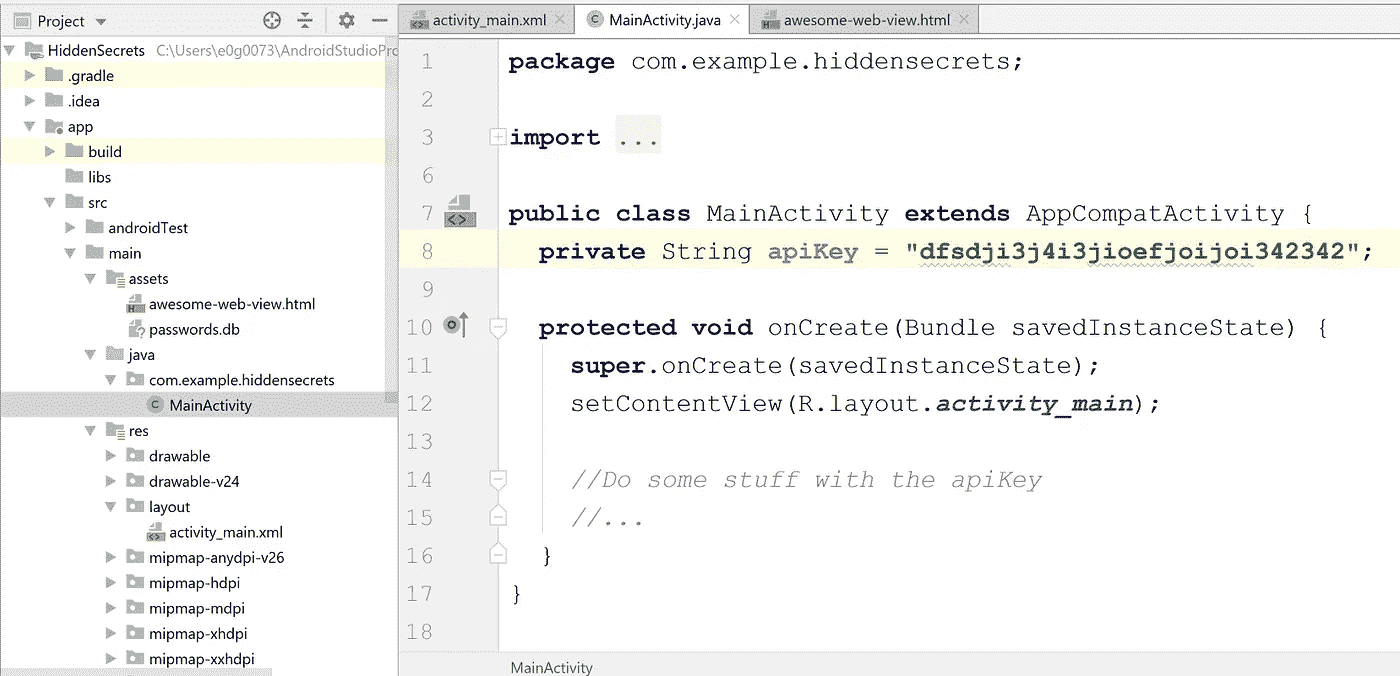 Project
HiddenSecrets C:\Users\e0g0073\AndroidStudioPro
.gradle
.idea
app
build
libs
src
androidTest
main
assets
awesome-web-view.html
passwords.db
java
com.example.hiddensecrets
MainActivity
res
drawable
drawable-v24
layout
activity_main.xml
mipmap-anydpi-v26
mipmap-hdpi
mipmap-mdpi
mipmap-xhdpi
mipmap-xxhdpi
activity_main.xml MainActivity.java awesome-web-view.html
1 package com.example.hiddensecrets;
2
3 import ...
6
7 public class MainActivity extends AppCompatActivity {
8 private String apiKey = "dfsdji3j4i3jioefjoijoi342342";
9
10 protected void onCreate(Bundle savedInstanceState) {
11 super.onCreate(savedInstanceState);
12 setContentView(R.layout.activity_main);
13
14 //Do some stuff with the apiKey
15 //...
16 }
17 }
18
MainActivity